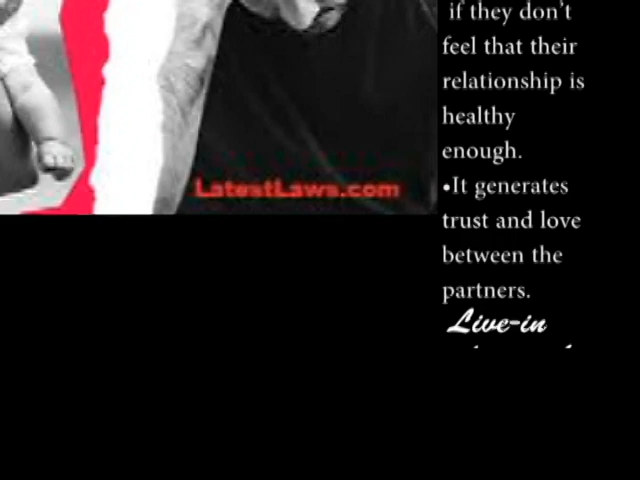 if they don't
feel that their
relationship is
healthy
enough.
•It generates
trust and love
between the
partners.
Live-in
LatestLaws.com